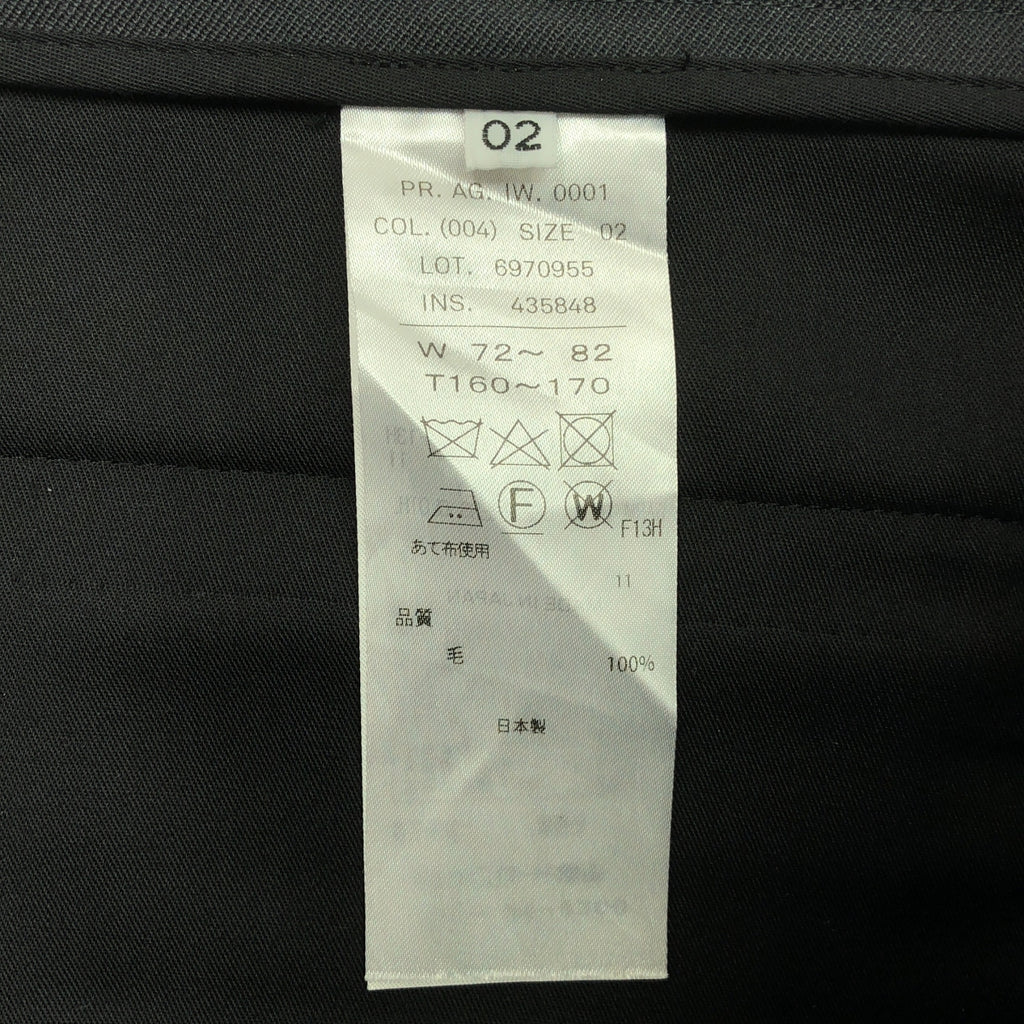 02
PR. AG. IW. 0001
COL. (004) SIZE 02
LOT. 6970955
INS. 435848
W 72～ 82
T160～170
F W
F13H
あて布使用
11
品質
毛 100%
日本製